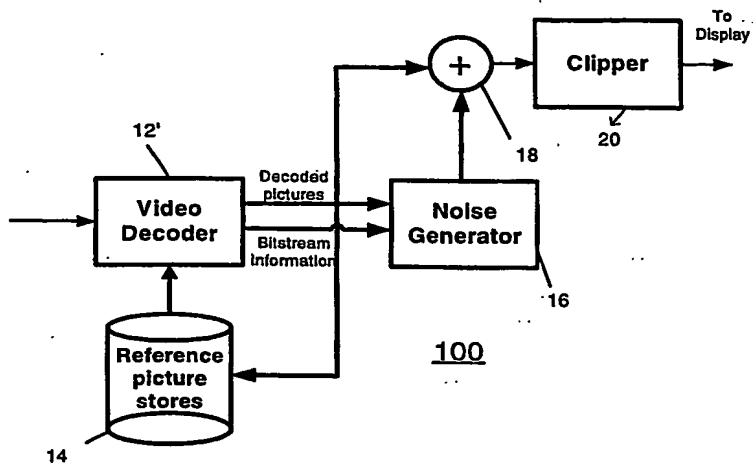 To
Display
+
Clipper
20
18
12'
Decoded
pictures
Video
Decoder
Noise
Generator
Bitstream
Information
16
100
Reference
picture
stores
14